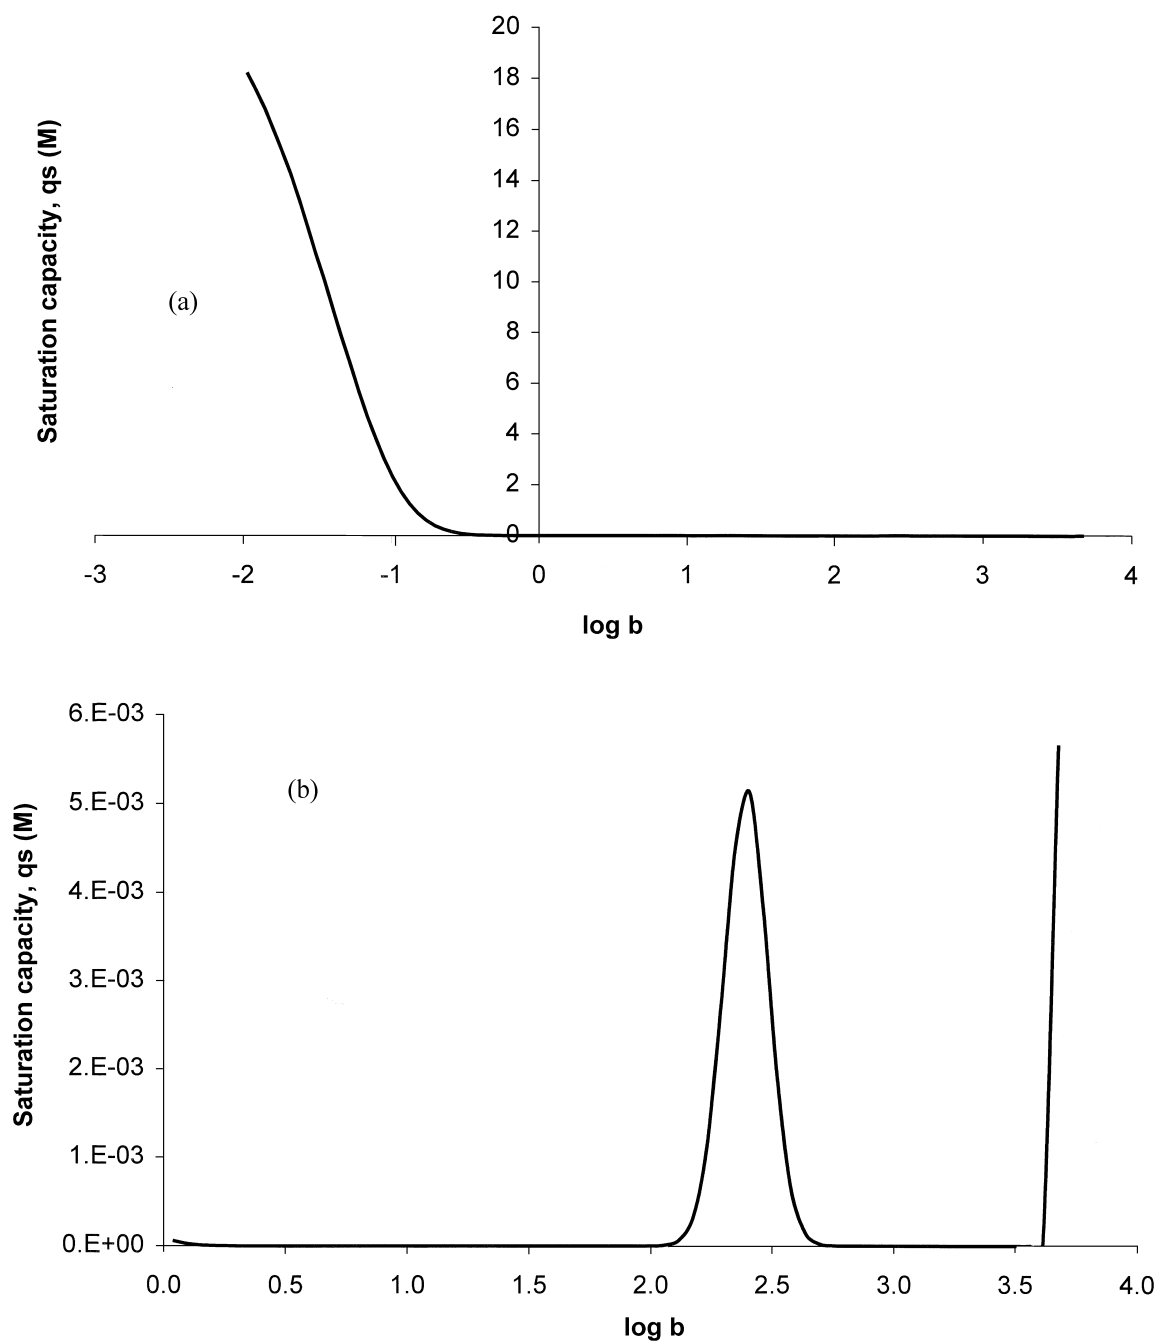 Saturation capacity, qs (M)
20
18
16
14
12
10
8
6
4
2
0
(a)
-3 -2 -1 0 1 2 3 4
log b
Saturation capacity, qs (M)
6.E-03
5.E-03
4.E-03
3.E-03
2.E-03
1.E-03
0.E+00
(b)
0.0 0.5 1.0 1.5 2.0 2.5 3.0 3.5 4.0
log b